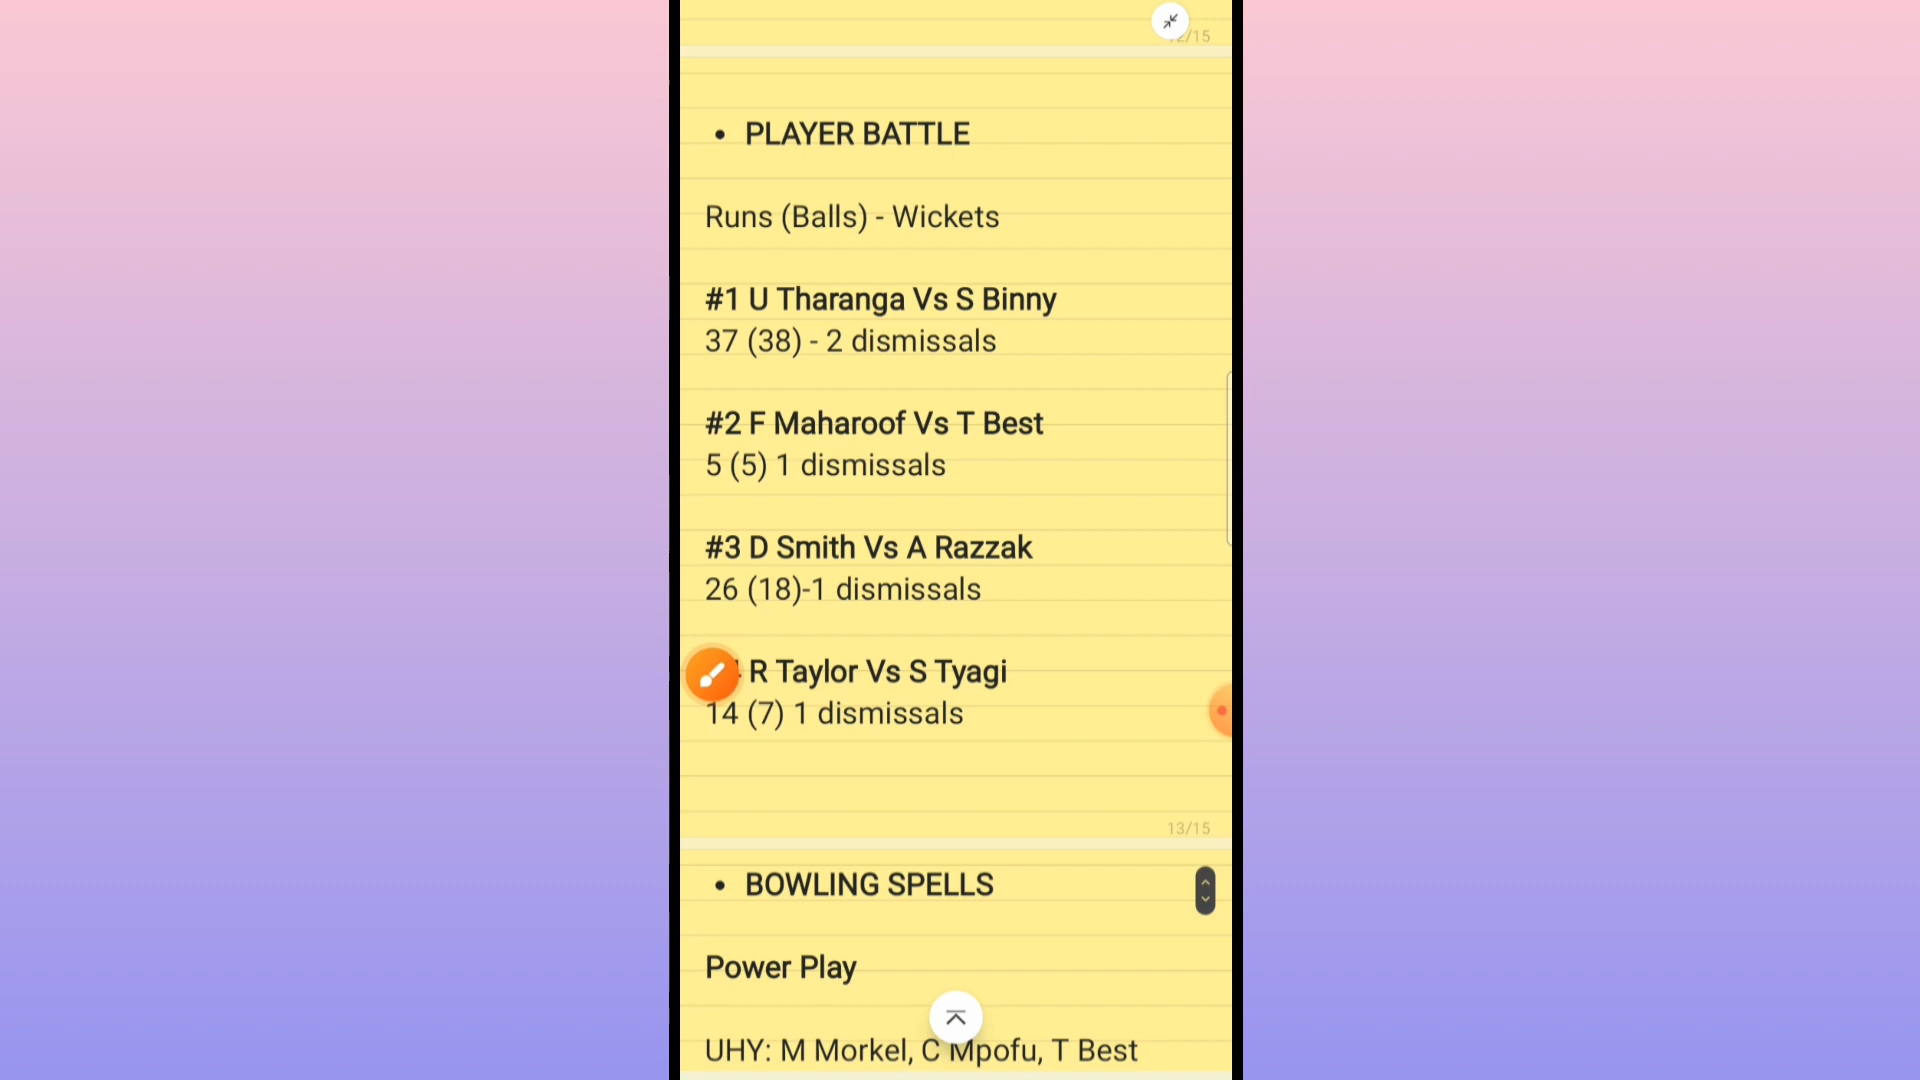 /15
• PLAYER BATTLE
Runs (Balls) - Wickets
#1 U Tharanga Vs S Binny
37 (38) - 2 dismissals
#2 F Maharoof Vs T Best
5 (5) 1 dismissals
#3 D Smith Vs A Razzak
26 (18)-1 dismissals
R Taylor Vs S Tyagi
14 (7) 1 dismissals
13/15
• BOWLING SPELLS
Power Play
UHY: M Morkel, C Mpofu, T Best